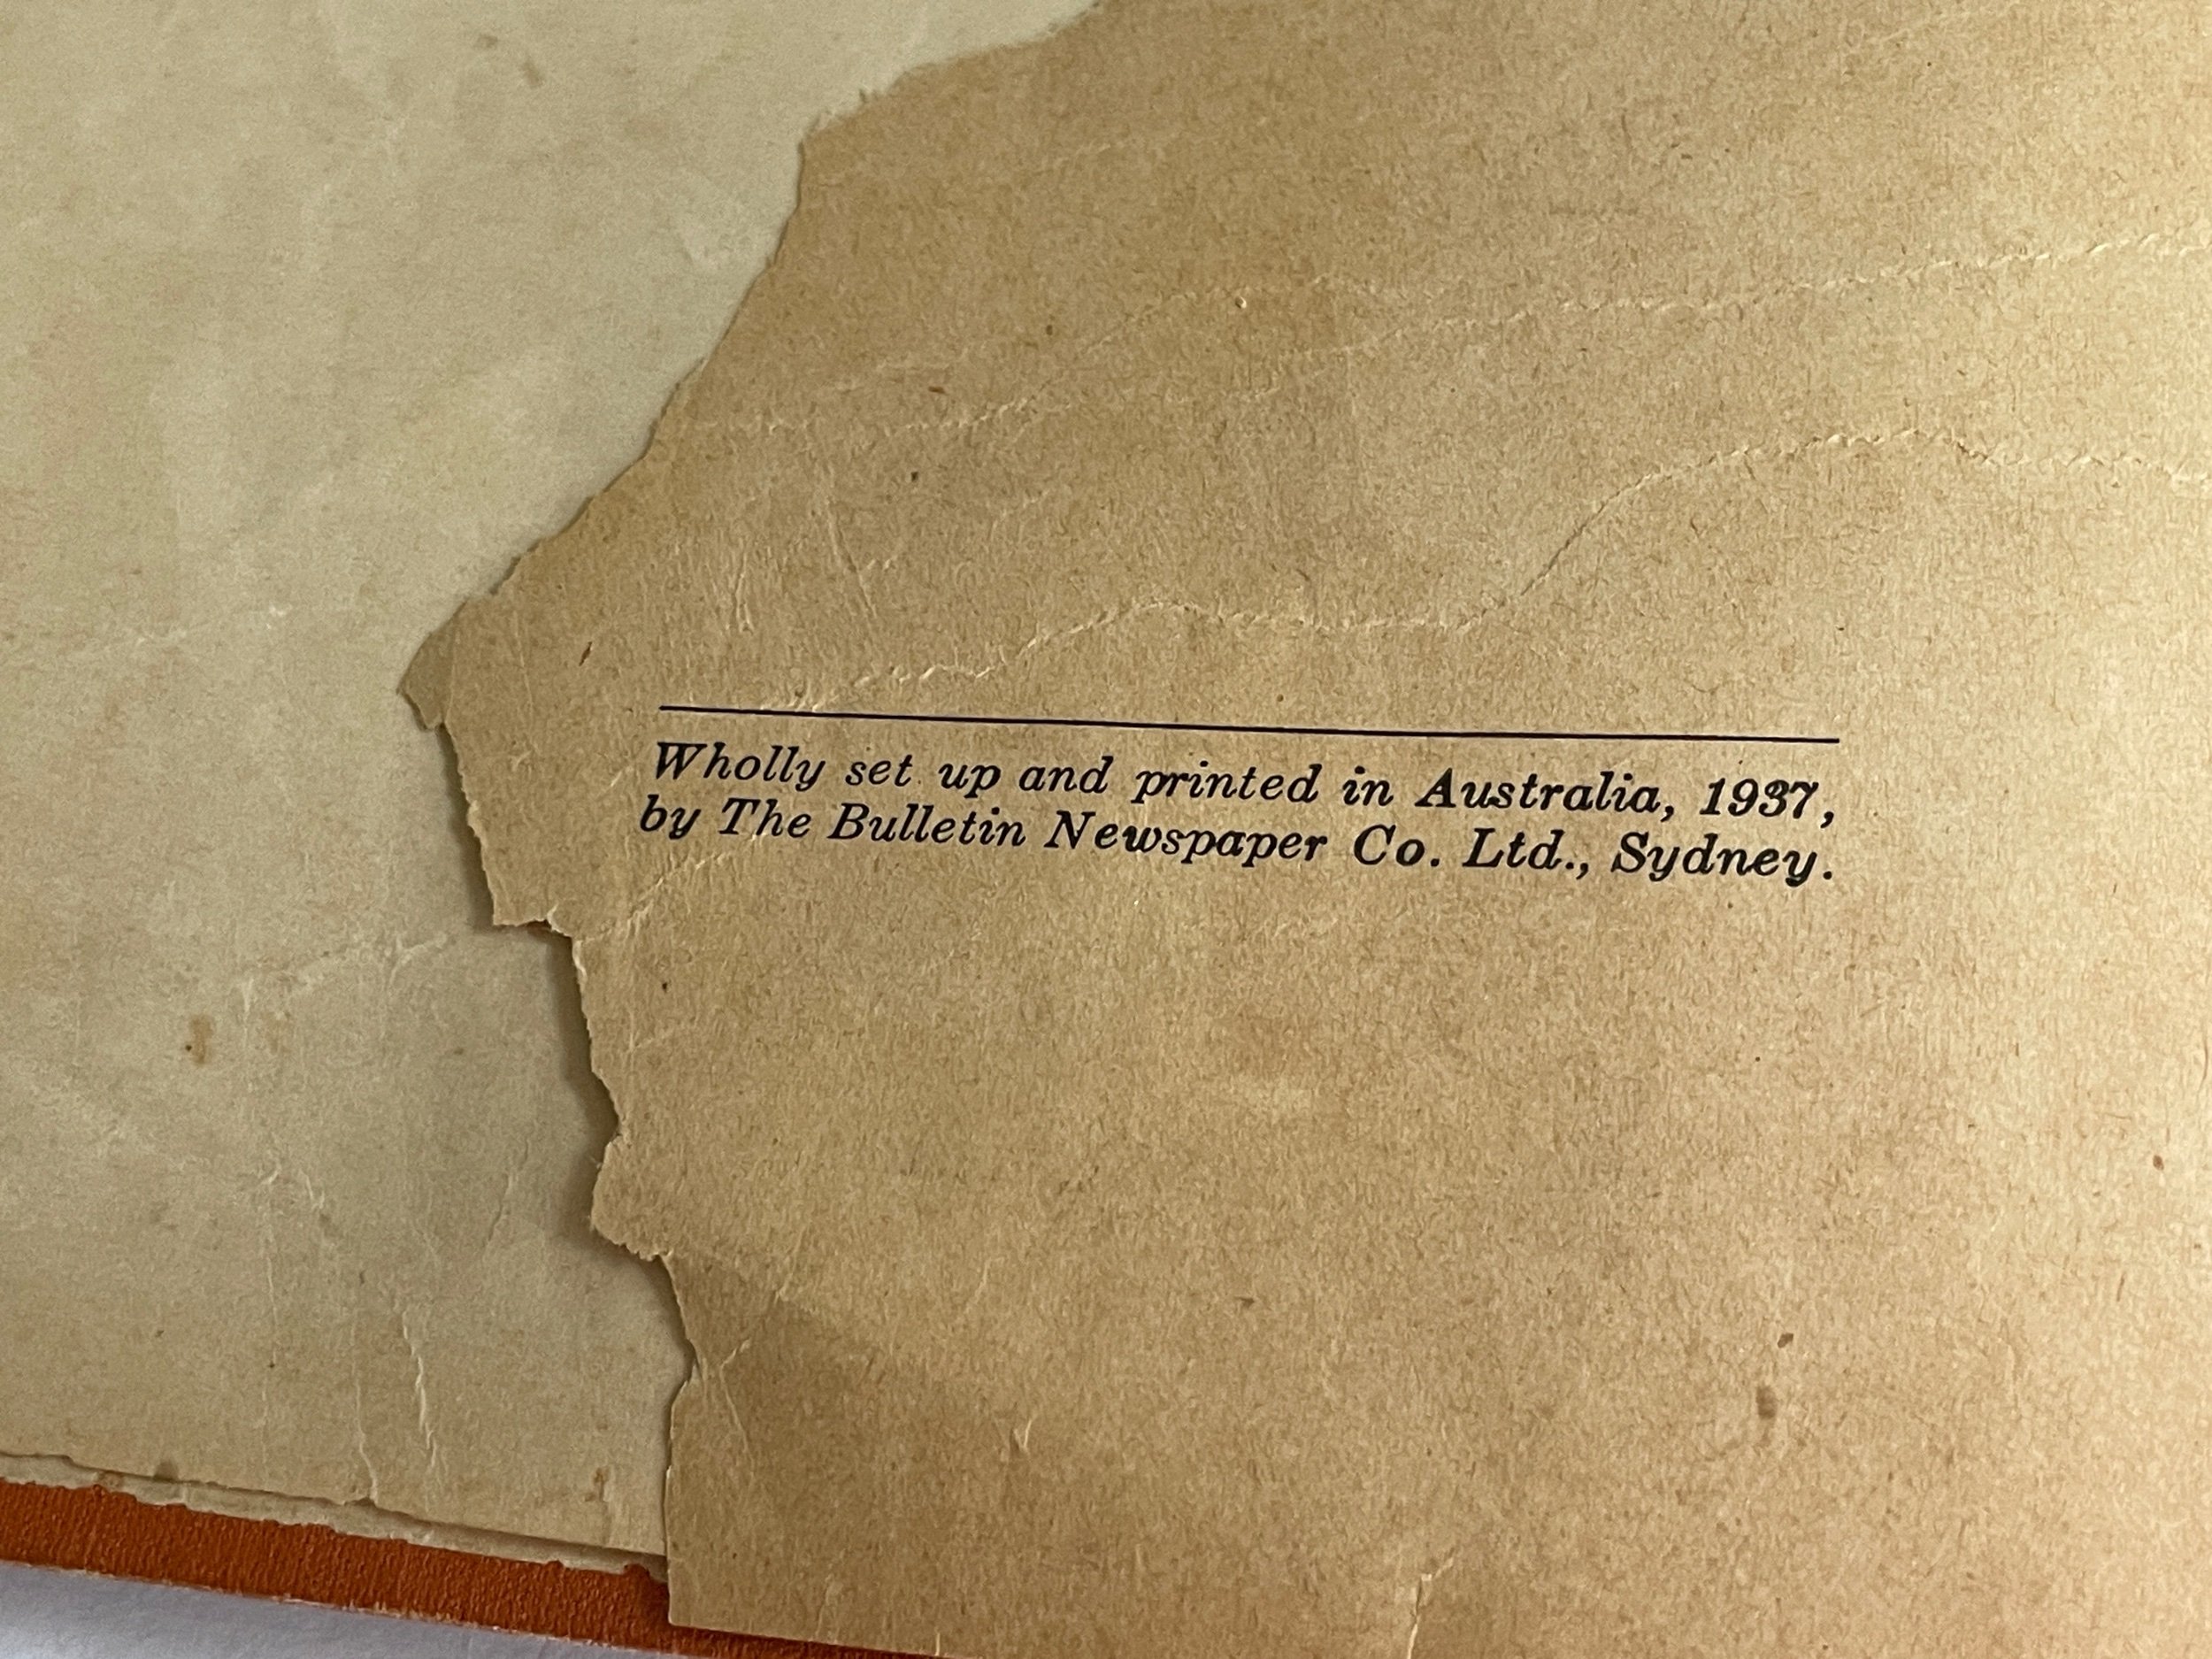 Wholly set up and printed in Australia, 1937,
by The Bulletin Newspaper Co. Ltd., Sydney.